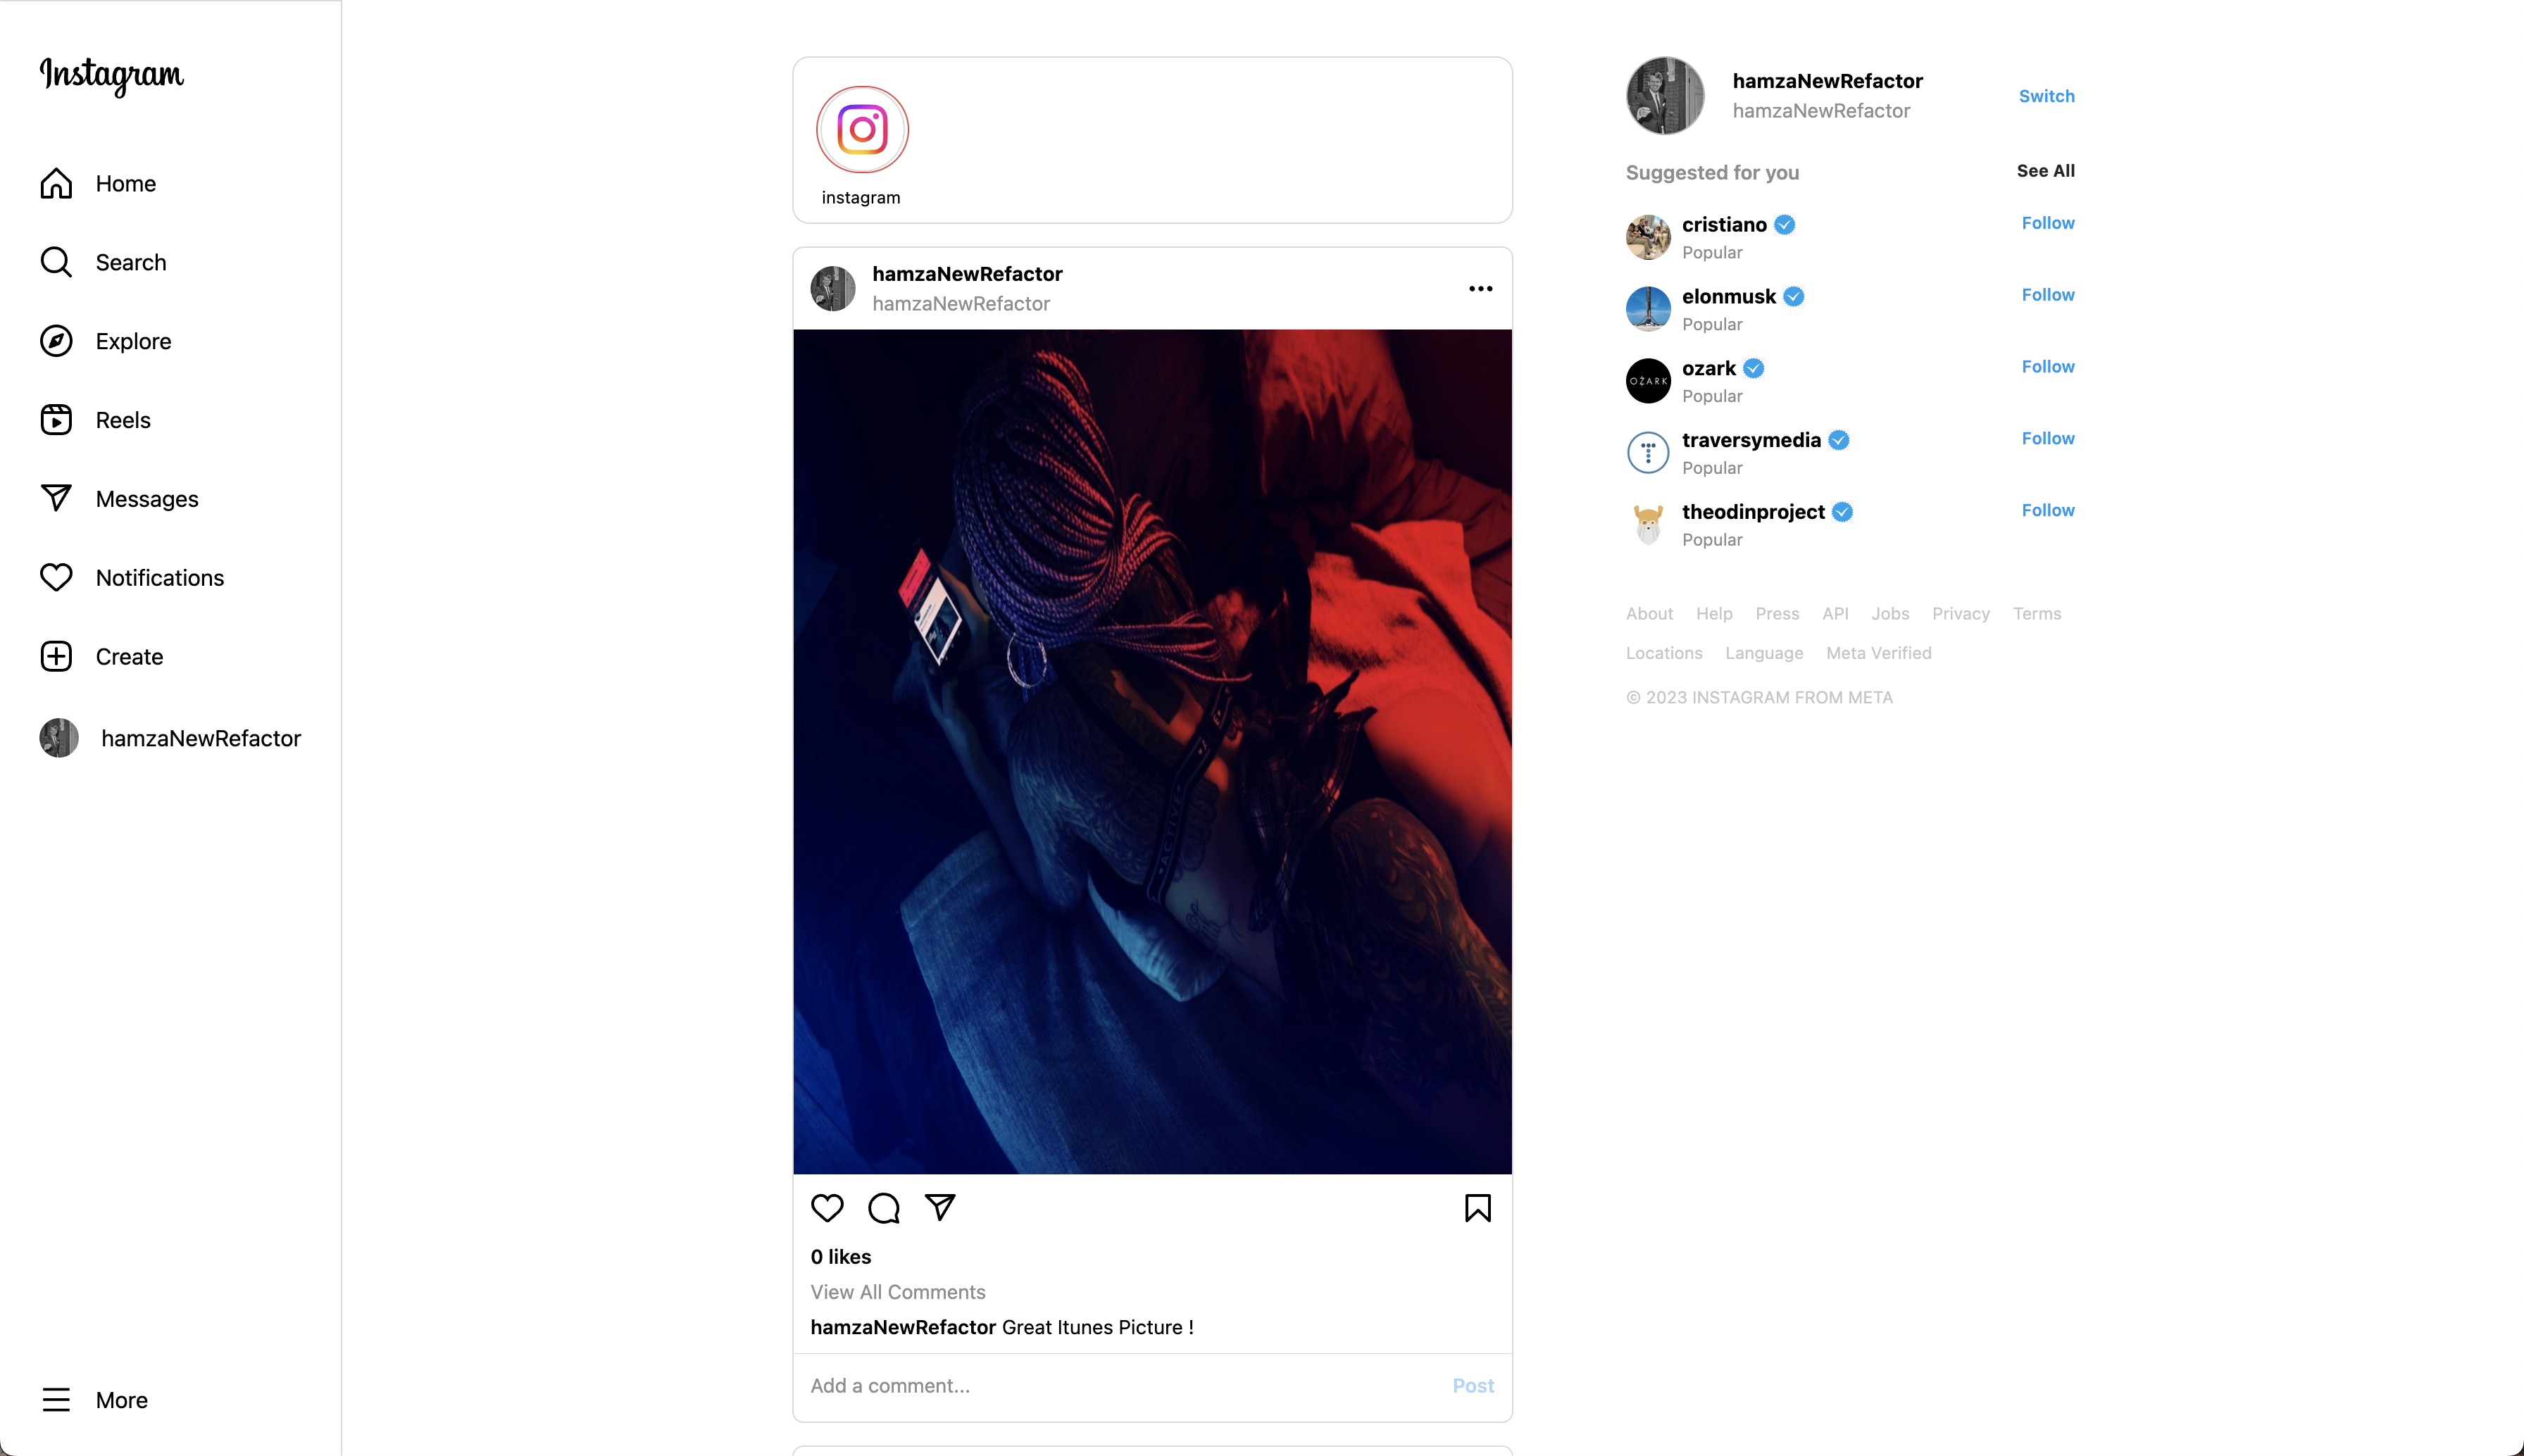 Instagram
Home
Search
Explore
Reels
Messages
Notifications
Create
hamzaNewRefactor
More
instagram
hamzaNewRefactor
hamzaNewRefactor
ACTIVE
0 likes
View All Comments
hamzaNewRefactor Great Itunes Picture !
Add a comment...
Post
hamzaNewRefactor
hamzaNewRefactor
Switch
Suggested for you
See All
cristiano
Popular
Follow
elonmusk
Popular
Follow
OZARK
ozark
Popular
Follow
traversymedia
Popular
Follow
theodinproject
Popular
Follow
About Help Press API Jobs Privacy Terms
Locations Language Meta Verified
© 2023 INSTAGRAM FROM META